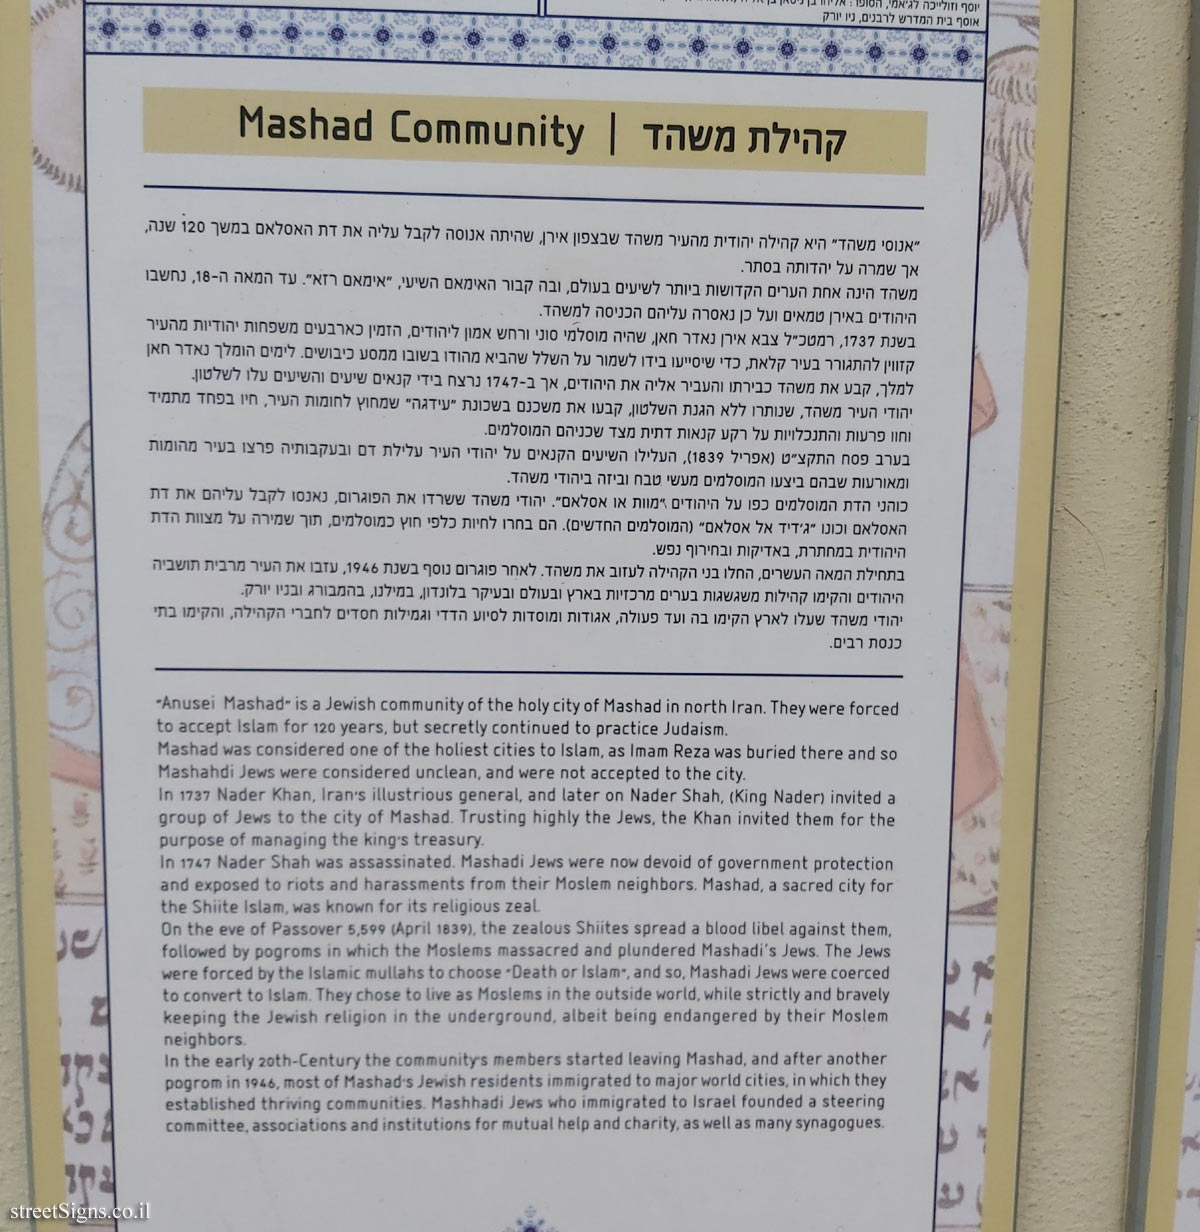 יוסף וזולייכה לג'אמי, הסופר: אליהו בן ניסאן בן אליה
אוסף בית המדרש לרבנים, ניו יורק
Mashad Community | קהילת משהד
"אנוסי משהד" היא קהילה יהודית מהעיר משהד שבצפון אירן, שהיתה אנוסה לקבל עליה את דת האסלאם במשך 120 שנה,
אך שמרה על יהדותה בסתר.
משהד הינה אחת הערים הקדושות ביותר לשיעים בעולם, ובה קבור האימאם השיעי, "אימאם רזא". עד המאה ה-18, נחשבו
היהודים באירן טמאים ועל כן נאסרה עליהם הכניסה למשהד.
בשנת 1737, רמטכ"ל צבא אירן נאדר חאן, שהיה מוסלמי סוני ורחש אמון ליהודים, הזמין כארבעים משפחות יהודיות מהעיר
קזווין להתגורר בעיר קלאת, כדי שיסייעו בידו לשמור על השלל שהביא מהודו בשובו ממסע כיבושים. לימים הומלך נאדר חאן
למלך, קבע את משהד כבירתו והעביר אליה את היהודים, אך ב-1747 נרצח בידי קנאים שיעים והשיעים עלו לשלטון.
יהודי העיר משהד, שנותרו ללא הגנת השלטון, קבעו את משכנם בשכונת "עידגה" שמחוץ לחומות העיר, חיו בפחד מתמיד
וחוו פרעות והתנכלויות על רקע קנאות דתית מצד שכניהם המוסלמים.
בערב פסח התקצ"ט (אפריל 1839), העלילו השיעים הקנאים על יהודי העיר עלילת דם ובעקבותיה פרצו בעיר מהומות
ומאורעות שבהם ביצעו המוסלמים מעשי טבח וביזה ביהודי משהד.
כוהני הדת המוסלמים כפו על היהודים "מוות או אסלאם". יהודי משהד ששרדו את הפוגרום, נאנסו לקבל עליהם את דת
האסלאם וכונו "ג'דיד אל אסלאם" (המוסלמים החדשים). הם בחרו לחיות כלפי חוץ כמוסלמים, תוך שמירה על מצוות הדת
היהודית במחתרת, באדיקות ובחירוף נפש.
בתחילת המאה העשרים, החלו בני הקהילה לעזוב את משהד. לאחר פוגרום נוסף בשנת 1946, עזבו את העיר מרבית תושביה
היהודים והקימו קהילות משגשגות בערים מרכזיות בארץ ובעולם ובעיקר בלונדון, במילנו, בהמבורג ובניו יורק.
יהודי משהד שעלו לארץ הקימו בה ועד פעולה, אגודות ומוסדות לסיוע הדדי וגמילות חסדים לחברי הקהילה, והקימו בתי
כנסת רבים.
"Anusei Mashad" is a Jewish community of the holy city of Mashad in north Iran. They were forced
to accept Islam for 120 years, but secretly continued to practice Judaism.
Mashad was considered one of the holiest cities to Islam, as Imam Reza was buried there and so
Mashahdi Jews were considered unclean, and were not accepted to the city.
In 1737 Nader Khan, Iran's illustrious general, and later on Nader Shah, (King Nader) invited a
group of Jews to the city of Mashad. Trusting highly the Jews, the Khan invited them for the
purpose of managing the king's treasury.
In 1747 Nader Shah was assassinated. Mashadi Jews were now devoid of government protection
and exposed to riots and harassments from their Moslem neighbors. Mashad, a sacred city for
the Shiite Islam, was known for its religious zeal.
On the eve of Passover 5,599 (April 1839), the zealous Shiites spread a blood libel against them,
followed by pogroms in which the Moslems massacred and plundered Mashadi's Jews. The Jews
were forced by the Islamic mullahs to choose "Death or Islam", and so, Mashadi Jews were coerced
to convert to Islam. They chose to live as Moslems in the outside world, while strictly and bravely
keeping the Jewish religion in the underground, albeit being endangered by their Moslem
neighbors.
In the early 20th-Century the community's members started leaving Mashad, and after another
pogrom in 1946, most of Mashad's Jewish residents immigrated to major world cities, in which they
established thriving communities. Mashhadi Jews who immigrated to Israel founded a steering
committee, associations and institutions for mutual help and charity, as well as many synagogues.
streetSigns.co.il